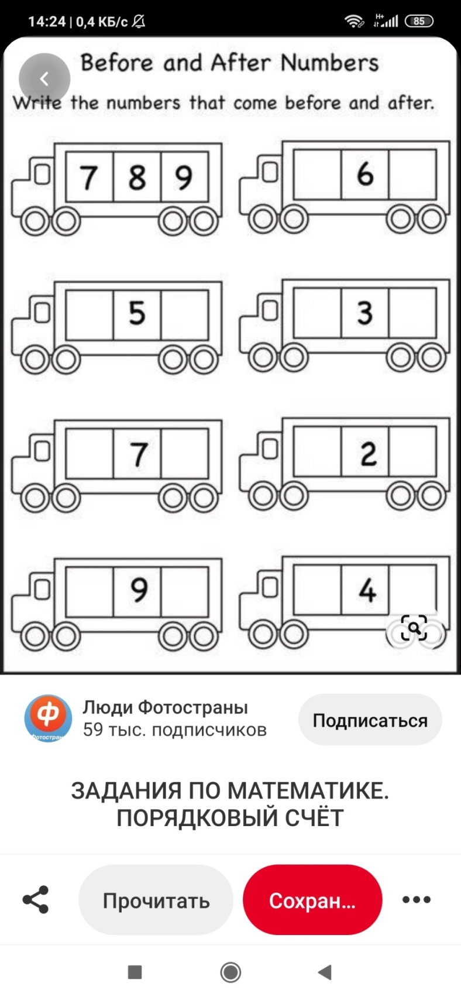 14:24 | 0,4 КБ/с
H+
85
Before and After Numbers
Write the numbers that come before and after.
7 8 9
6
5
3
7
2
9
4
Ф
Люди Фотостраны
59 тыс. подписчиков
Подписаться
ЗАДАНИЯ ПО МАТЕМАТИКЕ.
ПОРЯДКОВЫЙ СЧЁТ
Прочитать
Сохран...